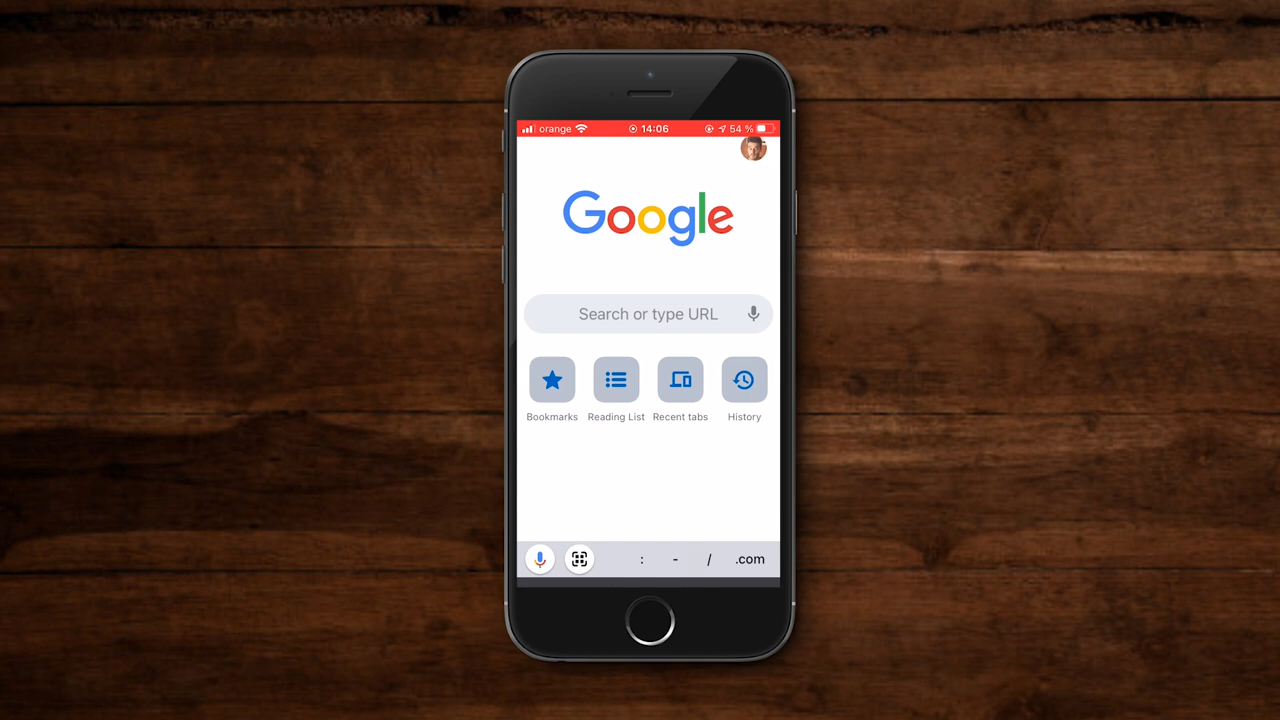 orange 14:06 54 %
Google
Search or type URL
Bookmarks Reading List Recent tabs History
: - / .com